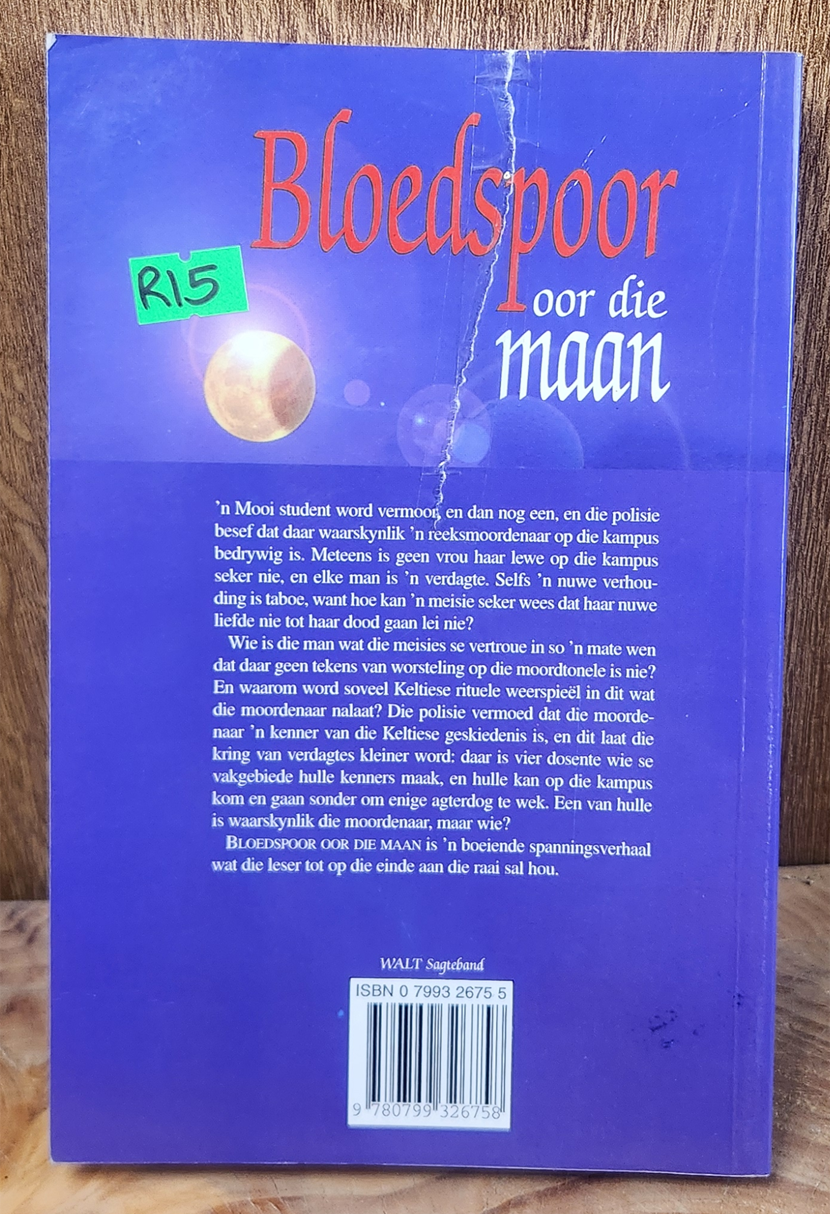 Bloedspoor
oor die
maan
R15
'n Mooi student word vermoor, en dan nog een, en die polisie
besef dat daar waarskynlik 'n reeksmoordenaar op die kampus
bedrywig is. Meteens is geen vrou haar lewe op die kampus
seker nie, en elke man is 'n verdagte. Selfs 'n nuwe verhou-
ding is taboe, want hoe kan 'n meisie seker wees dat haar nuwe
liefde nie tot haar dood gaan lei nie?
Wie is die man wat die meisies se vertroue in so 'n mate wen
dat daar geen tekens van worsteling op die moordtonele is nie?
En waarom word soveel Keltiese rituele weerspieël in dit wat
die moordenaar nalaat? Die polisie vermoed dat die moorde-
naar 'n kenner van die Keltiese geskiedenis is, en dit laat die
kring van verdagtes kleiner word: daar is vier dosente wie se
vakgebiede hulle kenners maak, en hulle kan op die kampus
kom en gaan sonder om enige agterdog te wek. Een van hulle
is waarskynlik die moordenaar, maar wie?
BLOEDSPOOR OOR DIE MAAN is 'n boeiende spanningsverhaal
wat die leser tot op die einde aan die raai sal hou.
WALT Sagteband
ISBN 0 7993 2675 5
9 780799 326758